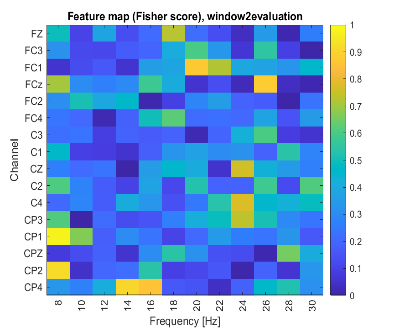 Feature map (Fisher score), window2evaluation
FZ
FC3
FC1
FCz
FC2
FC4
C3
C1
CZ
C2
C4
CP3
CP1
CPZ
CP2
CP4
Channel
8 10 12 14 16 18 20 22 24 26 28 30
Frequency [Hz]
1
0.9
0.8
0.7
0.6
0.5
0.4
0.3
0.2
0.1
0